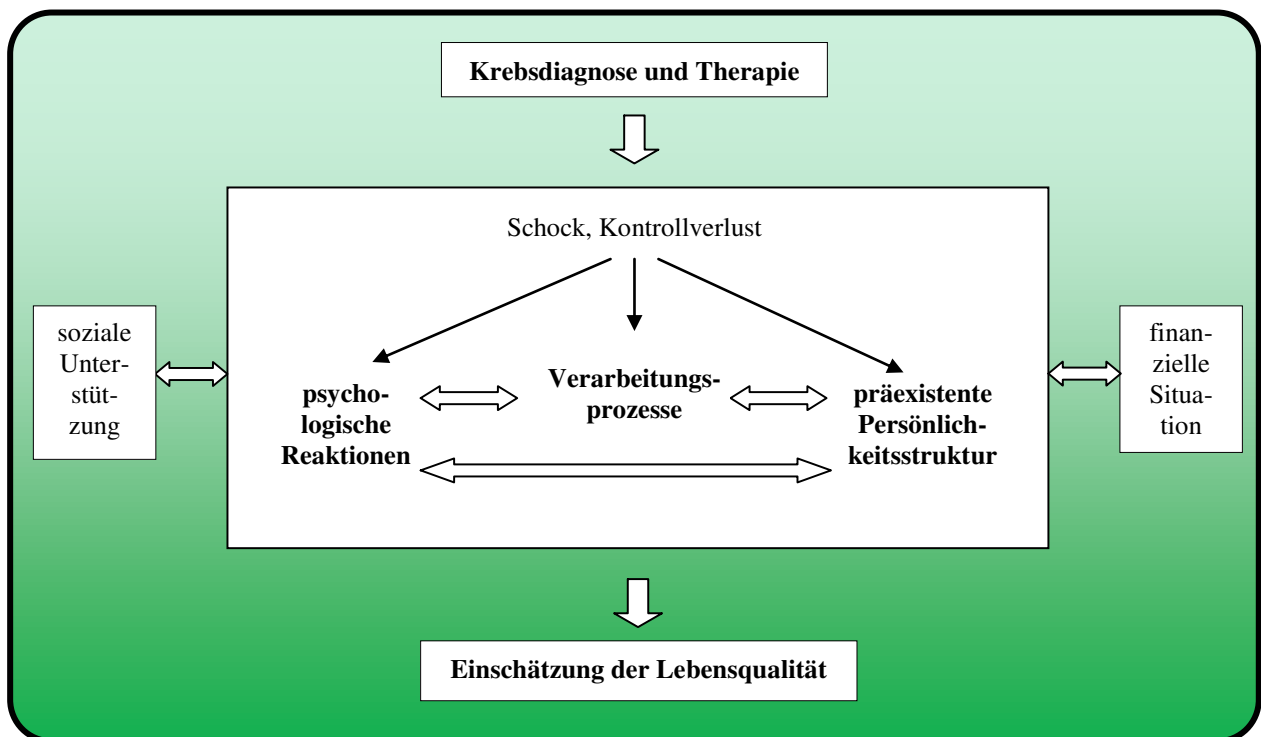 Krebsdiagnose und Therapie
Schock, Kontrollverlust
soziale
Unter-
stüt-
zung
psycho-
logische
Reaktionen
Verarbeitungs-
prozesse
präexistente
Persönlich-
keitsstruktur
finan-
zielle
Situa-
tion
Einschätzung der Lebensqualität